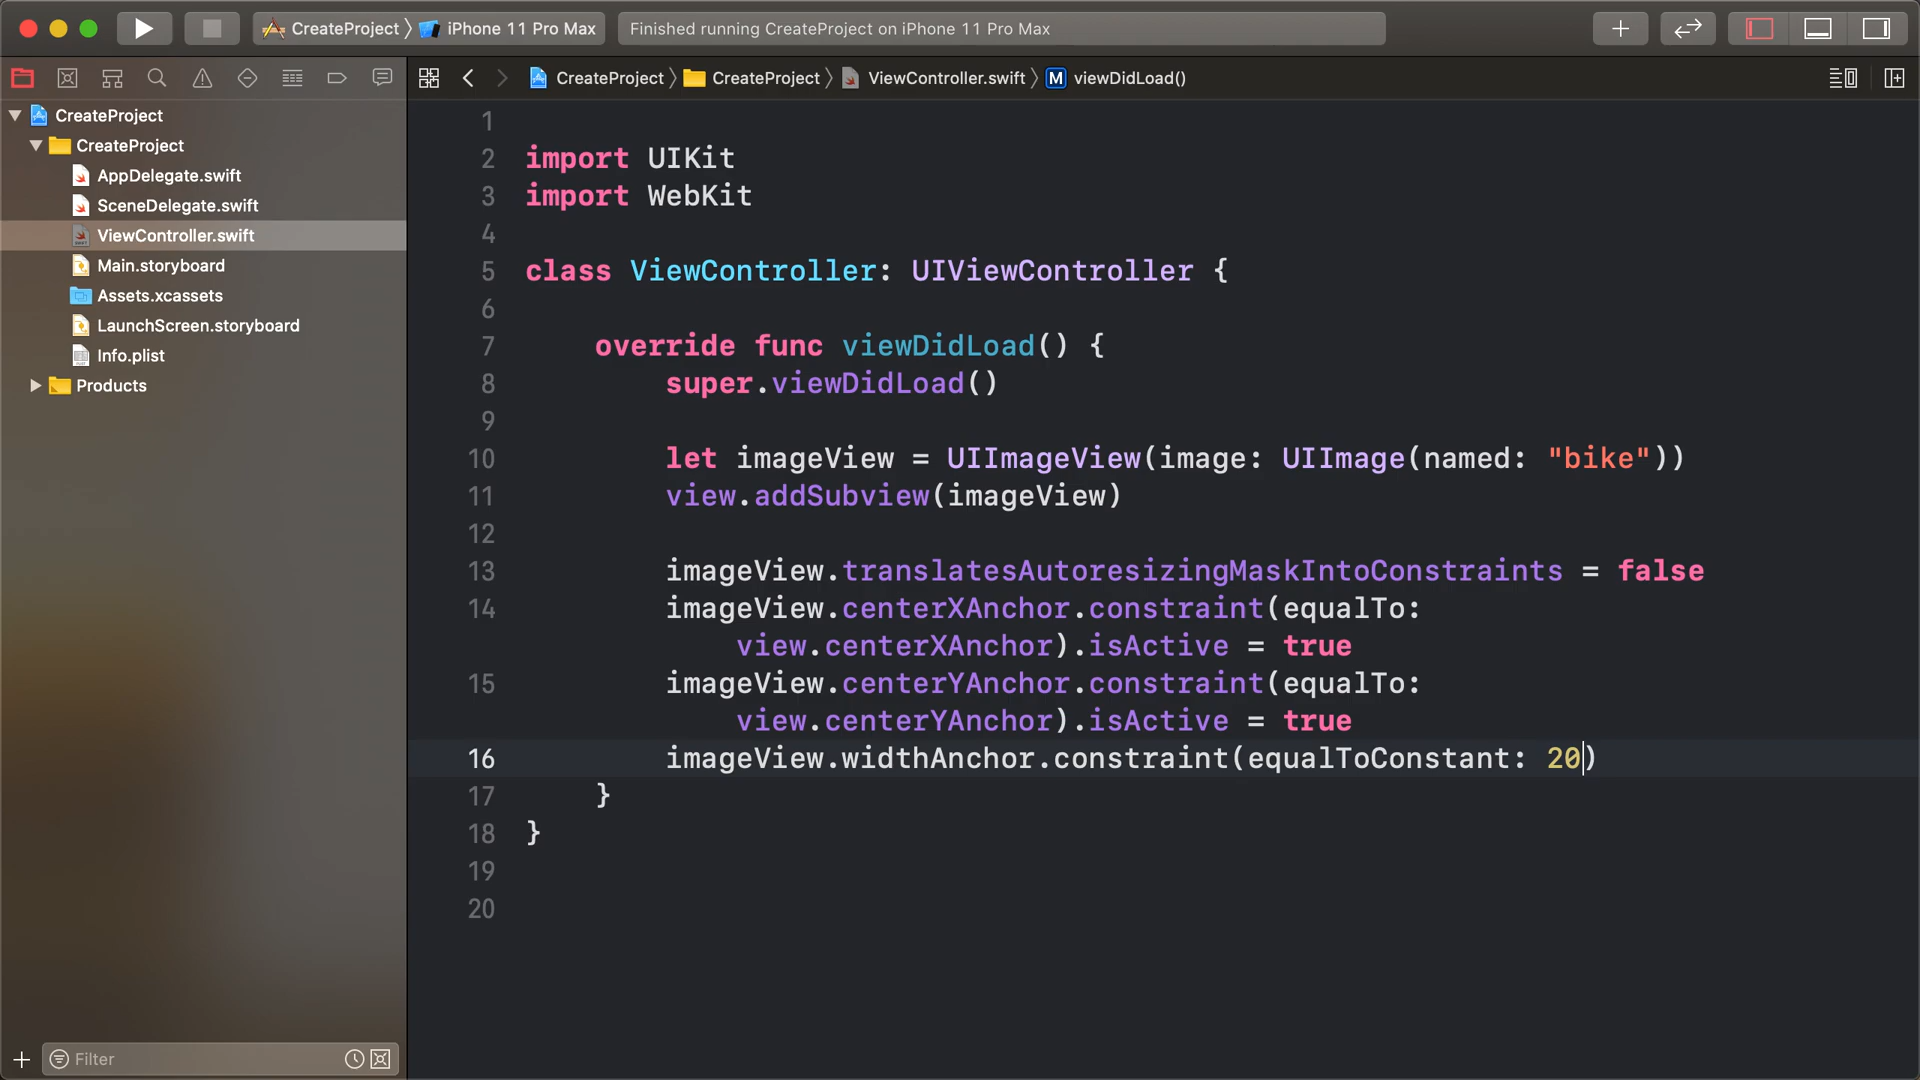 CreateProject
iPhone 11 Pro Max
Finished running CreateProject on iPhone 11 Pro Max
CreateProject
CreateProject
ViewController.swift
M
viewDidLoad()
CreateProject
CreateProject
AppDelegate.swift
SceneDelegate.swift
ViewController.swift
Main.storyboard
Assets.xcassets
LaunchScreen.storyboard
Info.plist
Products
Filter
1
2 import UIKit
3 import WebKit
4
5 class ViewController: UIViewController {
6
7 override func viewDidLoad() {
8 super.viewDidLoad()
9
10 let imageView = UIImageView(image: UIImage(named: "bike"))
11 view.addSubview(imageView)
12
13 imageView.translatesAutoresizingMaskIntoConstraints = false
14 imageView.centerXAnchor.constraint(equalTo:
view.centerXAnchor).isActive = true
15 imageView.centerYAnchor.constraint(equalTo:
view.centerYAnchor).isActive = true
16 imageView.widthAnchor.constraint(equalToConstant: 20)
17 }
18 }
19
20